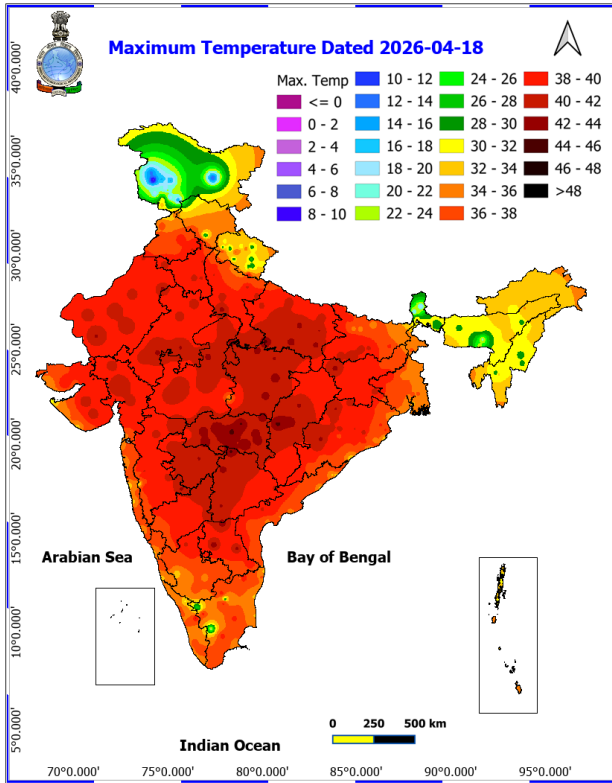 Maximum Temperature Dated 2026-04-18
Max. Temp
<= 0
0 - 2
2 - 4
4 - 6
6 - 8
8 - 10
10 - 12
12 - 14
14 - 16
16 - 18
18 - 20
20 - 22
22 - 24
24 - 26
26 - 28
28 - 30
30 - 32
32 - 34
34 - 36
36 - 38
38 - 40
40 - 42
42 - 44
44 - 46
46 - 48
>48
40°0.000'
35°0.000'
30°0.000'
25°0.000'
20°0.000'
15°0.000'
10°0.000'
5°0.000'
Arabian Sea
Bay of Bengal
Indian Ocean
0 250 500 km
70°0.000' 75°0.000' 80°0.000' 85°0.000' 90°0.000' 95°0.000'